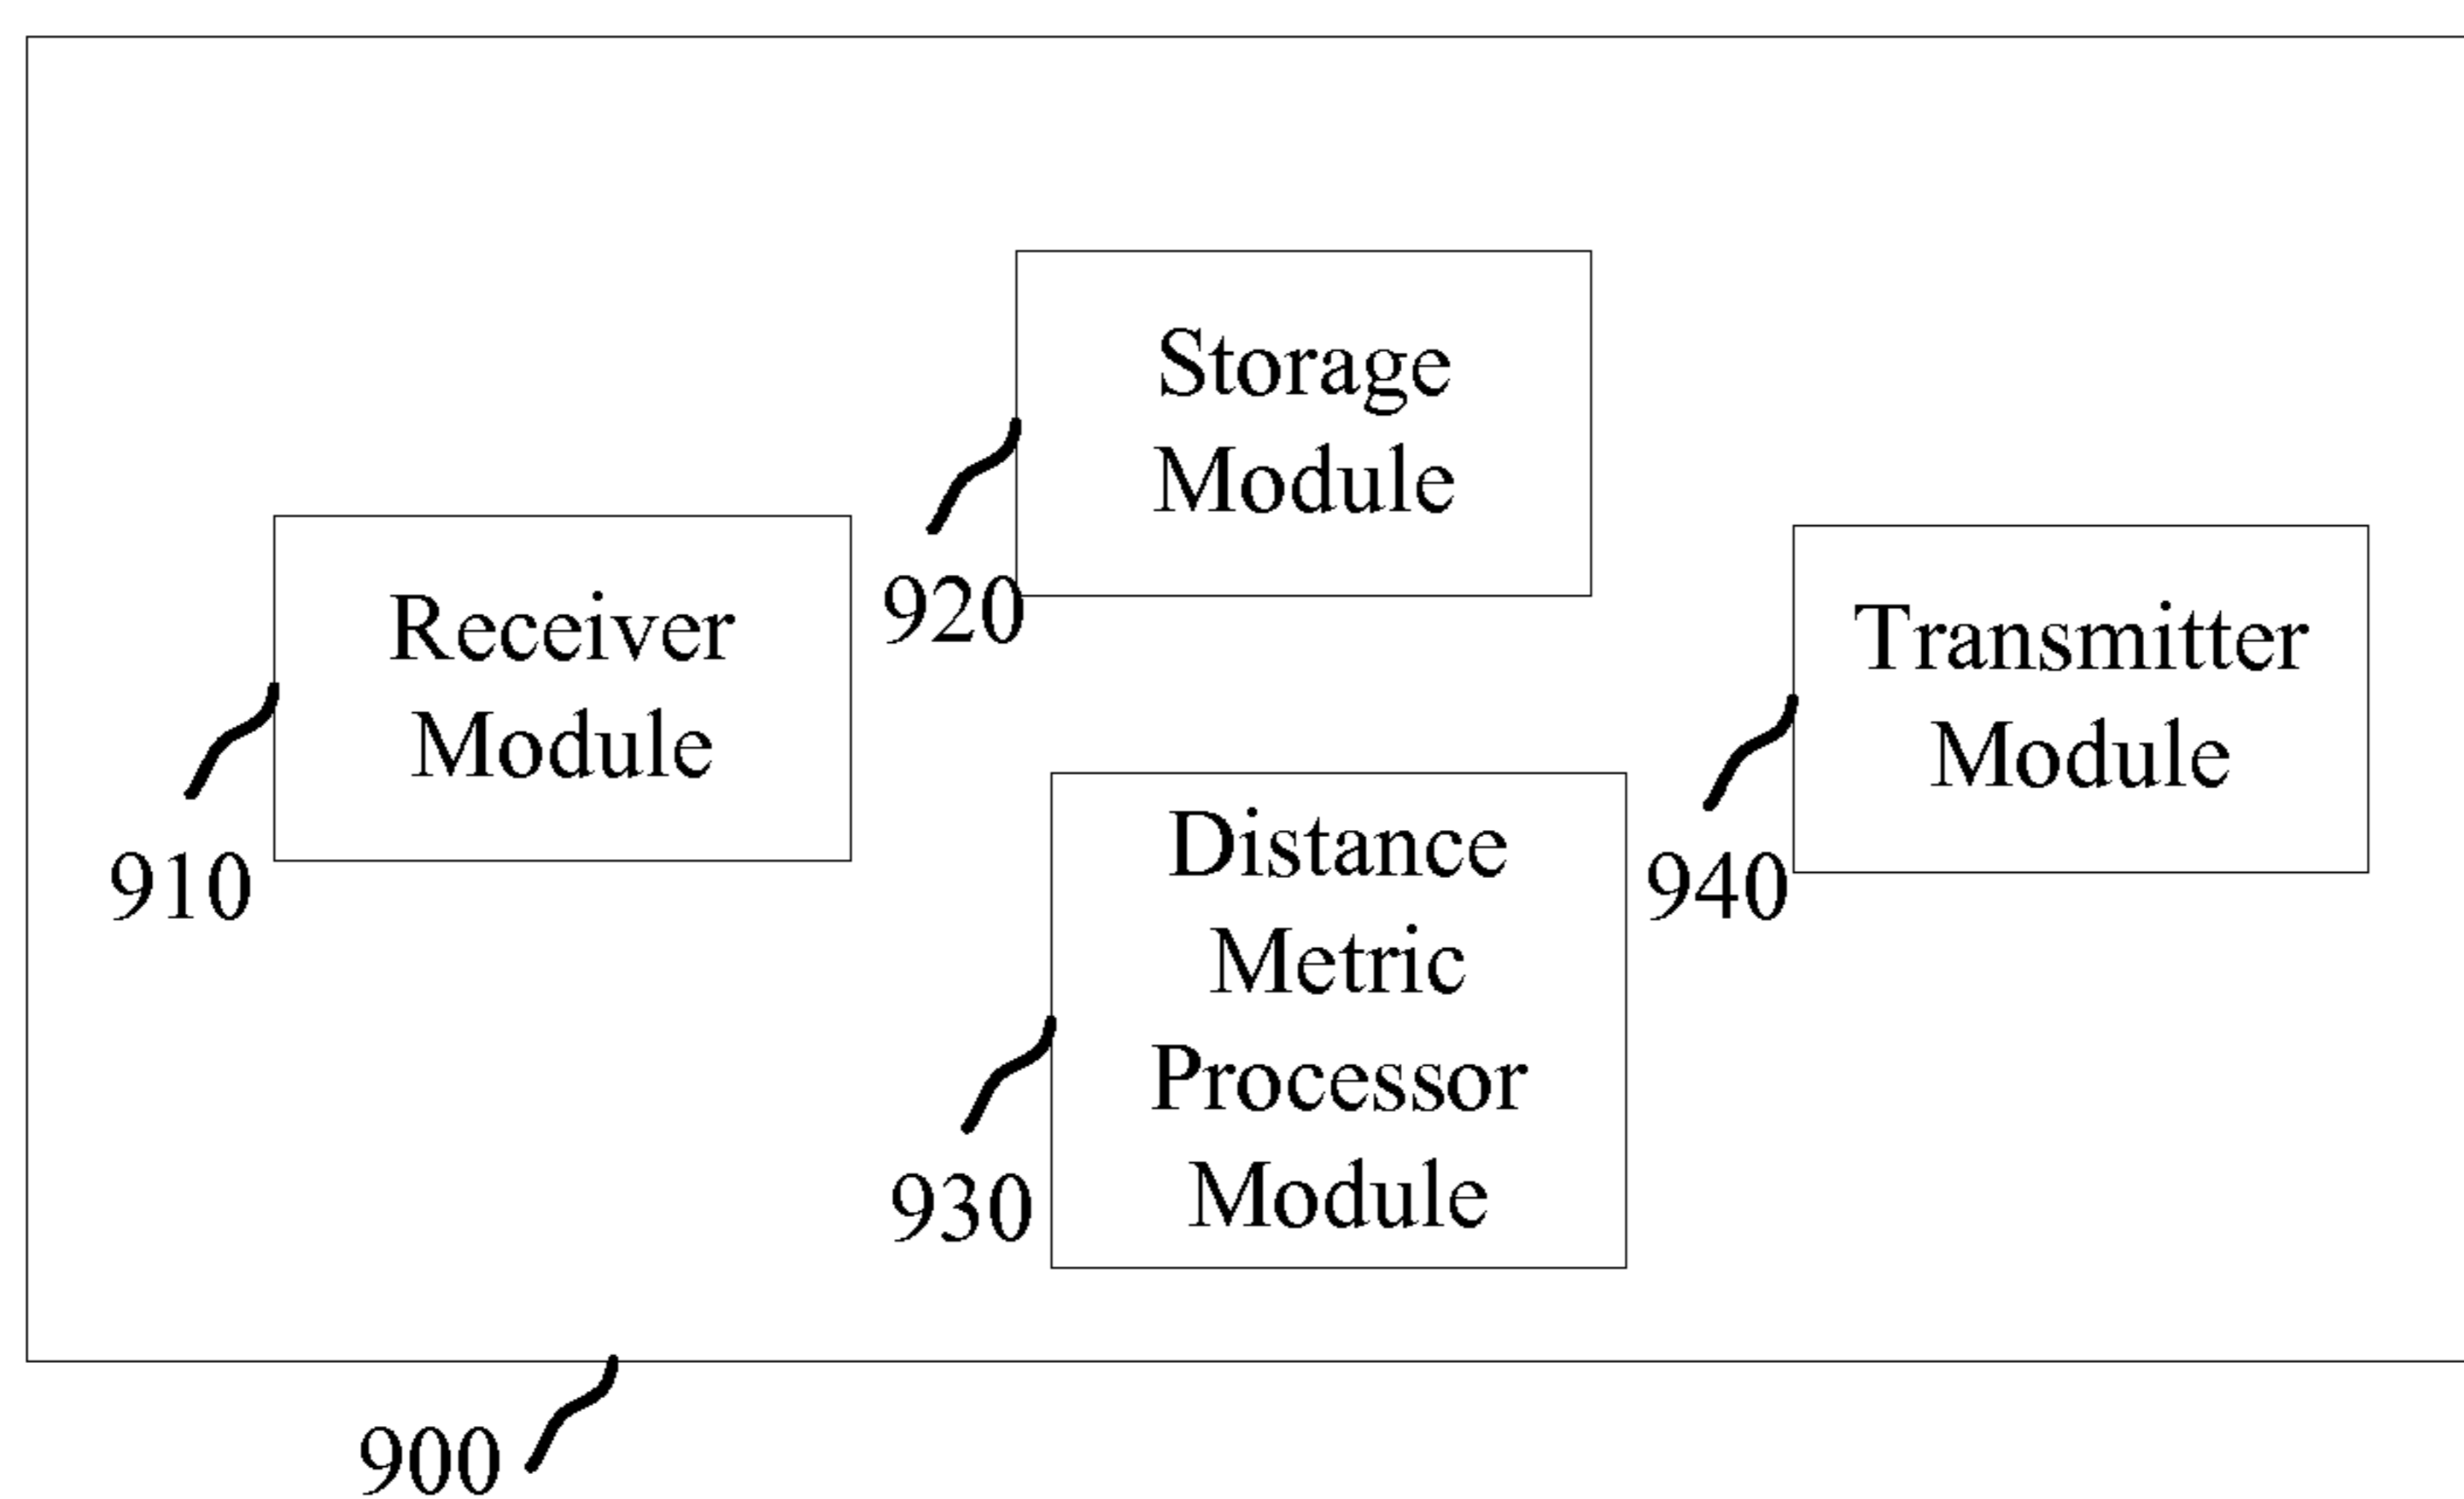 Storage
Module
920
Receiver
Module
910
Transmitter
Module
940
Distance
Metric
Processor
Module
930
900